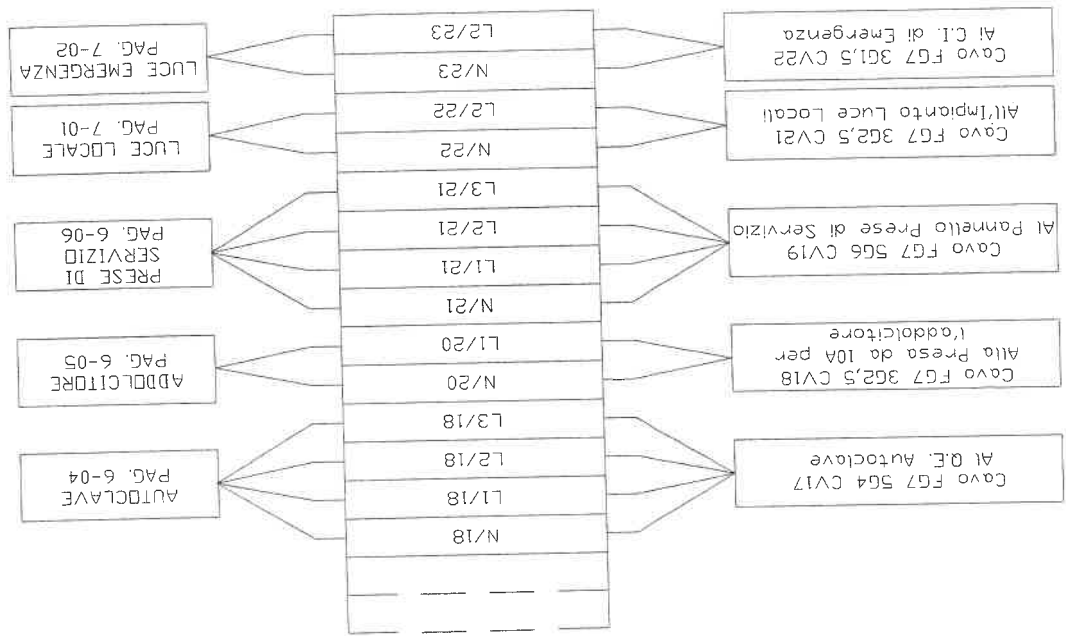 Cavo FG7 5G4 CV17
Al Q.E. Autoclave
Cavo FG7 3G2,5 CV18
Alla Presa da 10A per
l'addolcitore
Cavo FG7 5G6 CV19
Al Pannello Prese di Servizio
Cavo FG7 3G2,5 CV21
All'Impianto Luce Locali
Cavo FG7 3G1,5 CV22
Ai C.I. di Emergenza
N/18
L1/18
L2/18
L3/18
N/20
L1/20
N/21
L1/21
L2/21
L3/21
N/22
L2/22
N/23
L2/23
AUTOCLAVE
PAG. 6-04
ADDOLCITORE
PAG. 6-05
PRESE DI
SERVIZIO
PAG. 6-06
LUCE LOCALE
PAG. 7-01
LUCE EMERGENZA
PAG. 7-02